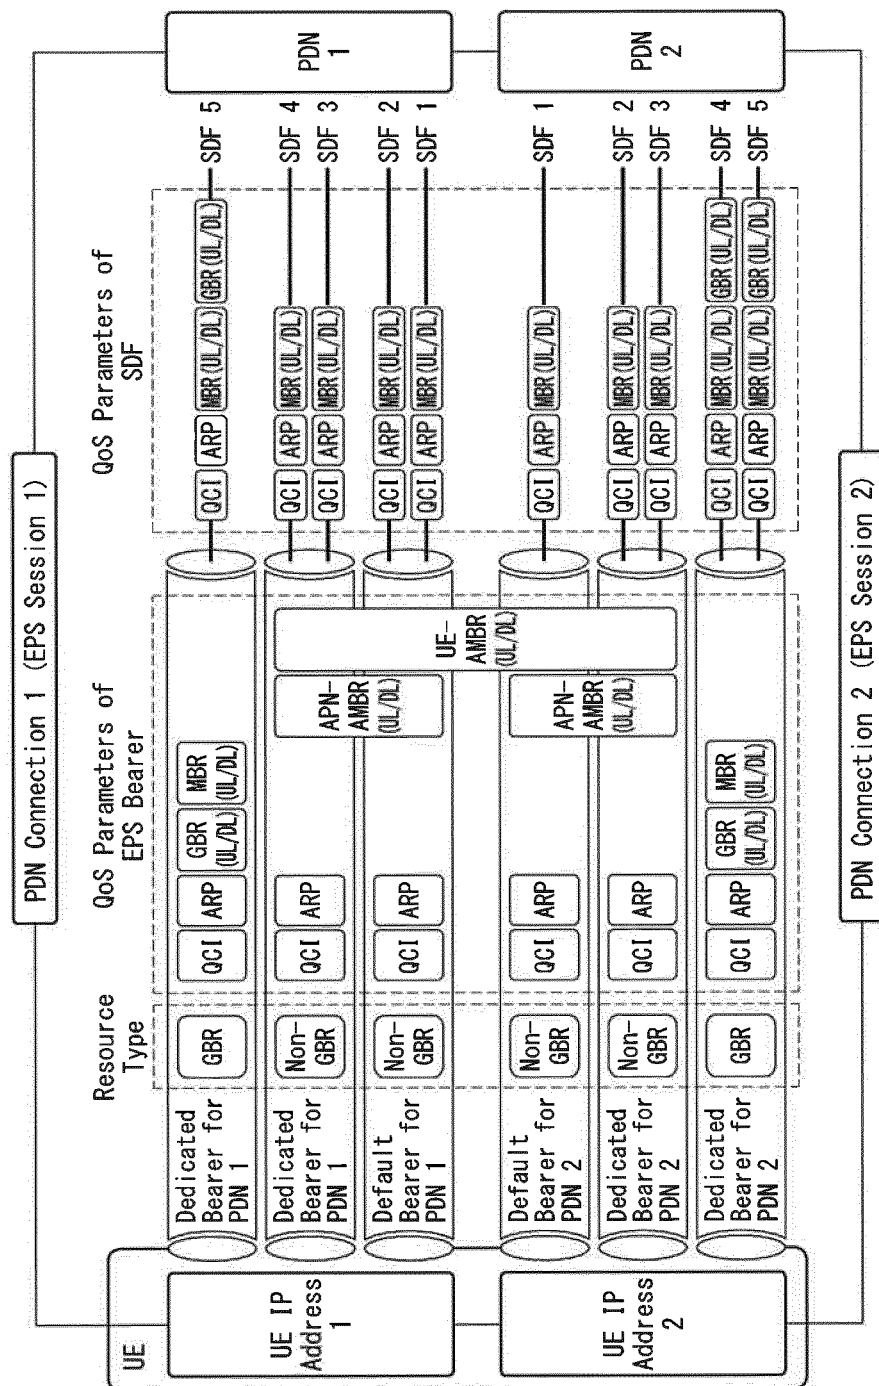 PDN Connection 1 (EPS Session 1)
UE
UE IP
Address
1
UE IP
Address
2
Resource
Type
QoS Parameters of
EPS Bearer
QoS Parameters of
SDF
Dedicated
Bearer for
PDN 1
GBR
QCI
ARP
GBR
(UL/DL)
MBR
(UL/DL)
QCI
ARP
MBR(UL/DL)
GBR(UL/DL)
SDF 5
Dedicated
Bearer for
PDN 1
Non-
GBR
QCI
ARP
QCI
ARP
MBR(UL/DL)
SDF 4
QCI
ARP
MBR(UL/DL)
SDF 3
Default
Bearer for
PDN 1
Non-
GBR
QCI
ARP
APN-
AMBR
(UL/DL)
UE-
AMBR
(UL/DL)
QCI
ARP
MBR(UL/DL)
SDF 2
QCI
ARP
MBR(UL/DL)
SDF 1
PDN
1
Default
Bearer for
PDN 2
Non-
GBR
QCI
ARP
APN-
AMBR
(UL/DL)
QCI
ARP
MBR(UL/DL)
SDF 1
Dedicated
Bearer for
PDN 2
Non-
GBR
QCI
ARP
QCI
ARP
MBR(UL/DL)
SDF 2
QCI
ARP
MBR(UL/DL)
SDF 3
Dedicated
Bearer for
PDN 2
GBR
QCI
ARP
GBR
(UL/DL)
MBR
(UL/DL)
QCI
ARP
MBR(UL/DL)
GBR(UL/DL)
SDF 4
QCI
ARP
MBR(UL/DL)
GBR(UL/DL)
SDF 5
PDN
2
PDN Connection 2 (EPS Session 2)